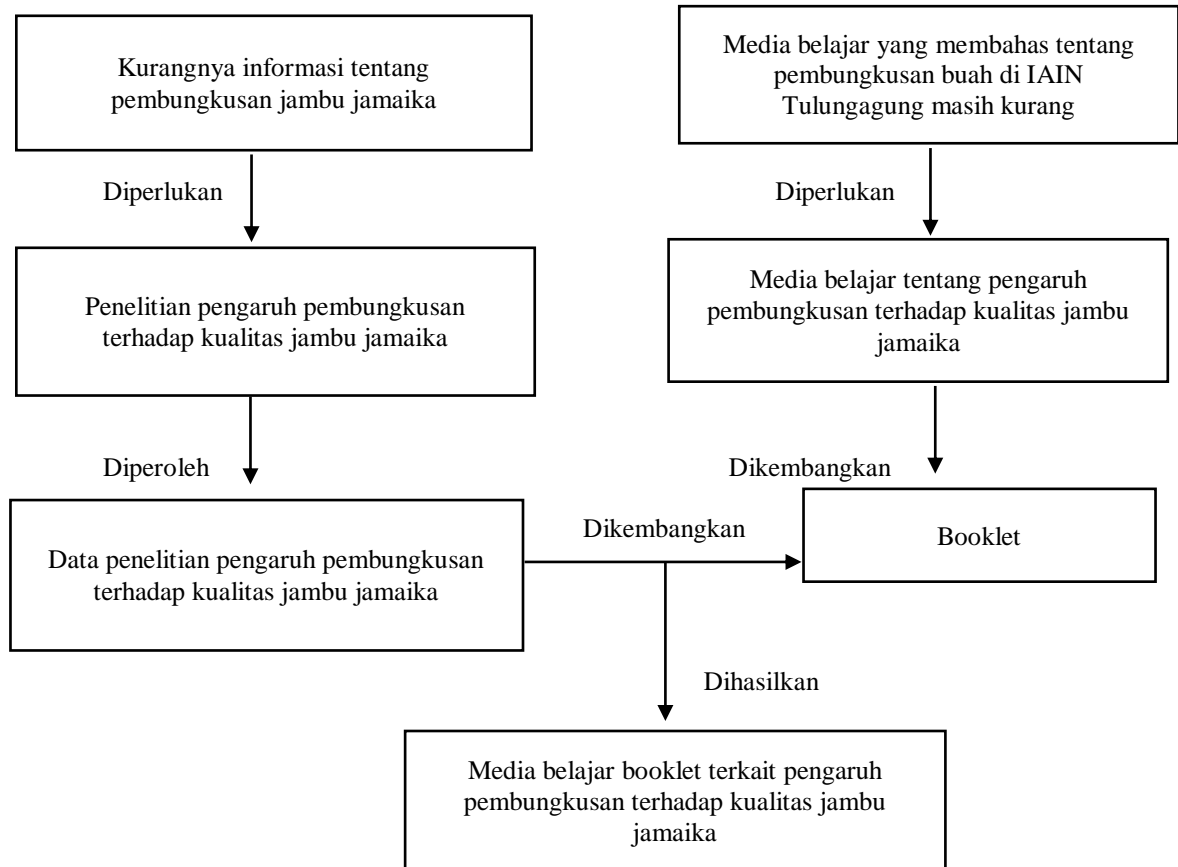 Kurangnya informasi tentang
pembungkusan jambu jamaika
Media belajar yang membahas tentang
pembungkusan buah di IAIN
Tulungagung masih kurang
Diperlukan
Diperlukan
Penelitian pengaruh pembungkusan
terhadap kualitas jambu jamaika
Media belajar tentang pengaruh
pembungkusan terhadap kualitas jambu
jamaika
Diperoleh
Dikembangkan
Data penelitian pengaruh pembungkusan
terhadap kualitas jambu jamaika
Dikembangkan
Booklet
Dihasilkan
Media belajar booklet terkait pengaruh
pembungkusan terhadap kualitas jambu
jamaika